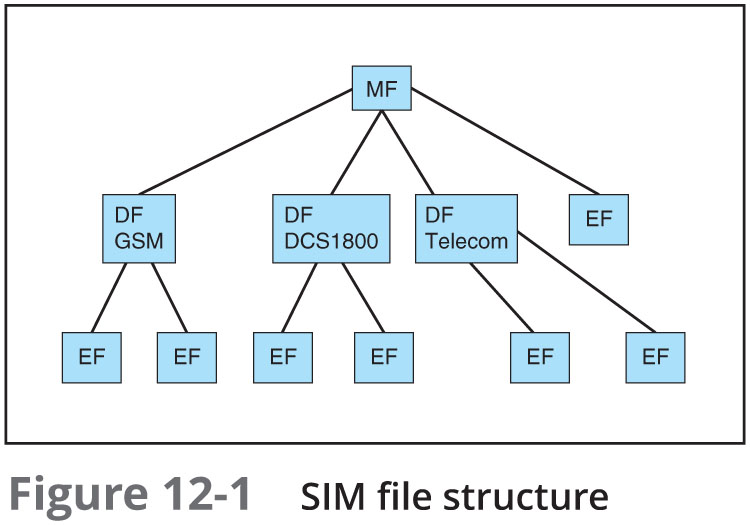 MF
DF
GSM
DF
DCS1800
DF
Telecom
EF
EF
EF
EF
EF
EF
EF
Figure 12-1 SIM file structure